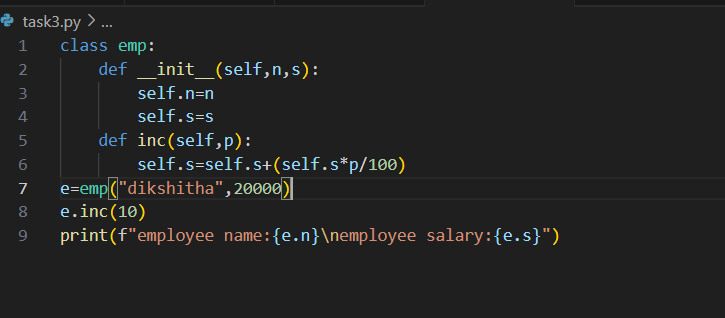 task3.py > ...
1 class emp:
2     def __init__(self,n,s):
3         self.n=n
4         self.s=s
5     def inc(self,p):
6         self.s=self.s+(self.s*p/100)
7 e=emp("dikshitha",20000)
8 e.inc(10)
9 print(f"employee name:{e.n}\nemployee salary:{e.s}")